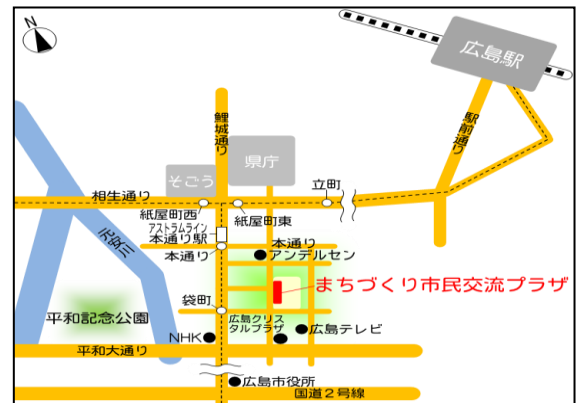 N
広島駅
鯉城通り
駅前通り
県庁
そごう
立町
相生通り
紙屋町西
紙屋町東
アストラムライン
本通り駅
本通り
本通り
アンデルセン
元安川
まちづくり市民交流プラザ
袋町
平和記念公園
広島クリス
タルプラザ
広島テレビ
NHK
平和大通り
広島市役所
国道2号線